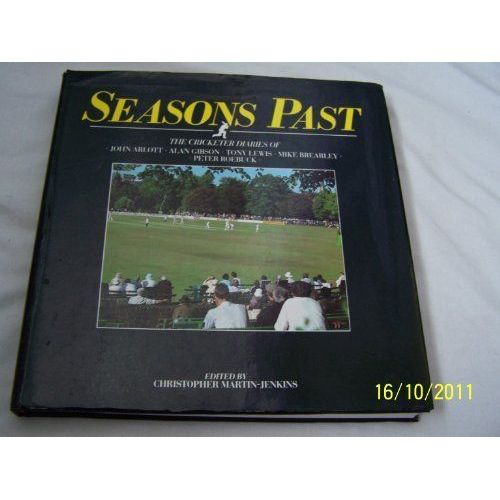 SEASONS PAST
THE CRICKETER DIARIES OF
JOHN ARLOTT · ALAN GIBSON · TONY LEWIS · MIKE BREARLEY ·
PETER ROEBUCK
EDITED BY
CHRISTOPHER MARTIN-JENKINS
16/10/2011